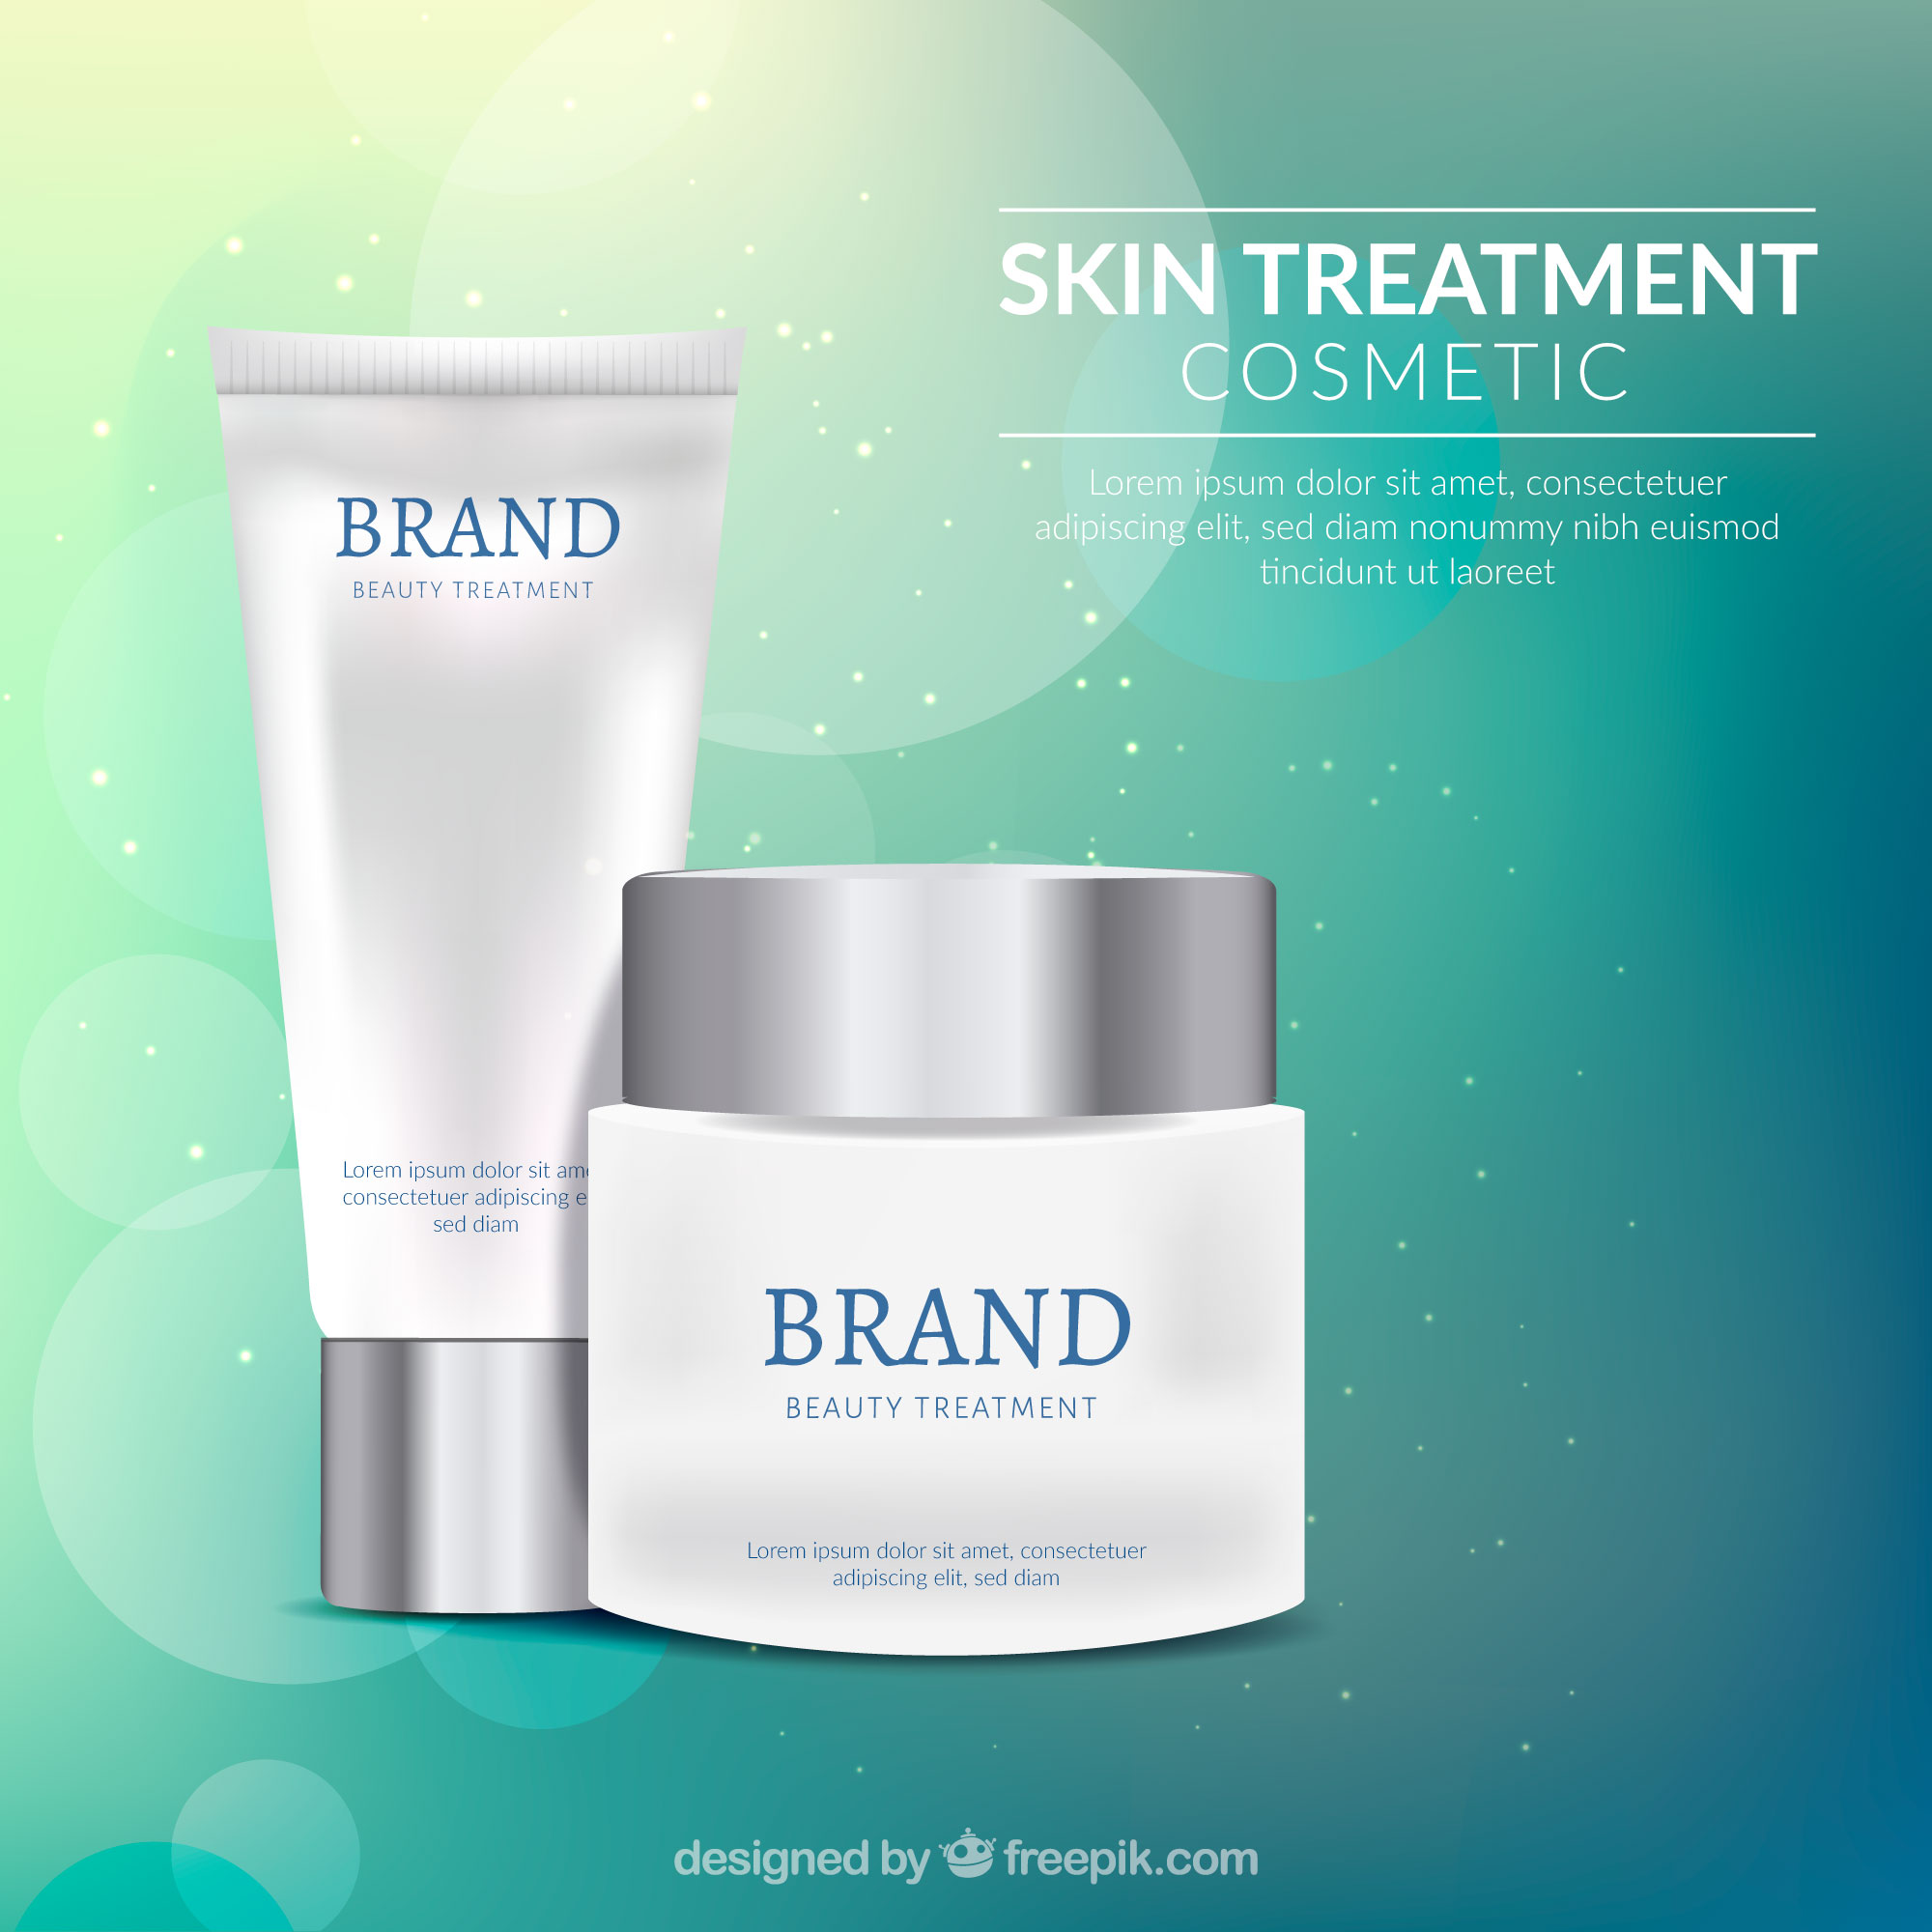 SKIN TREATMENT
COSMETIC
Lorem ipsum dolor sit amet, consectetuer
adipiscing elit, sed diam nonummy nibh euismod
tincidunt ut laoreet
BRAND
BEAUTY TREATMENT
Lorem ipsum dolor sit am
consectetuer adipiscing e
sed diam
BRAND
BEAUTY TREATMENT
Lorem ipsum dolor sit amet, consectetuer
adipiscing elit, sed diam
designed by freepik.com